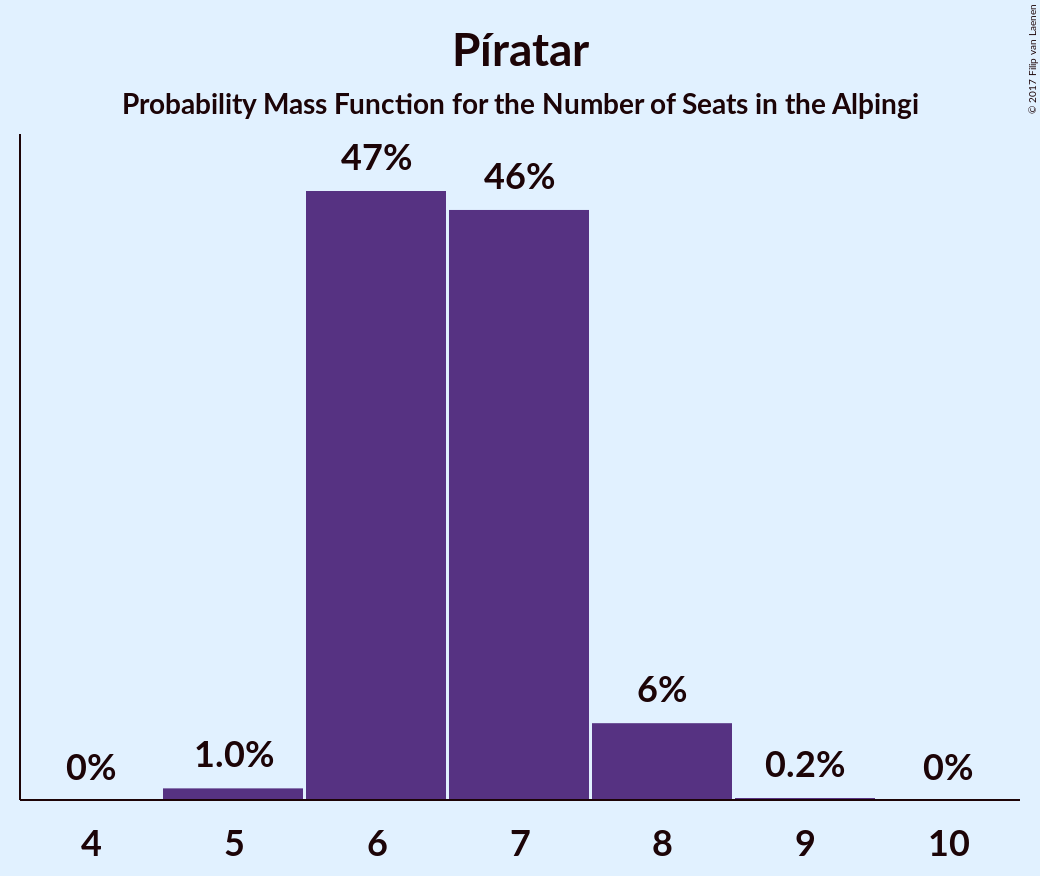 Píratar
Probability Mass Function for the Number of Seats in the Alþingi
© 2017 Filip van Laenen
47%
46%
6%
0%
1.0%
0.2%
0%
4 5 6 7 8 9 10